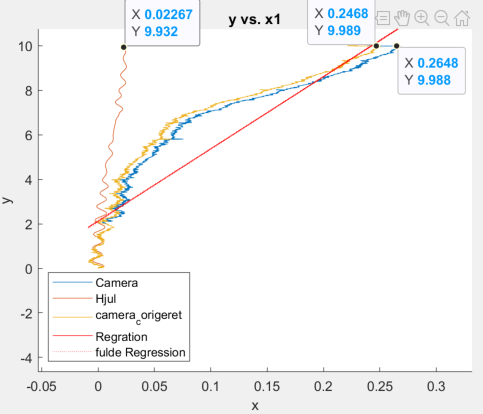 X 0.02267
Y 9.932
y vs. x1
X 0.2468
Y 9.989
X 0.2648
Y 9.988
10
8
6
4
2
0
-2
-4
y
Camera
Hjul
camera_corigeret
Regration
fulde Regression
-0.05 0 0.05 0.1 0.15 0.2 0.25 0.3
x